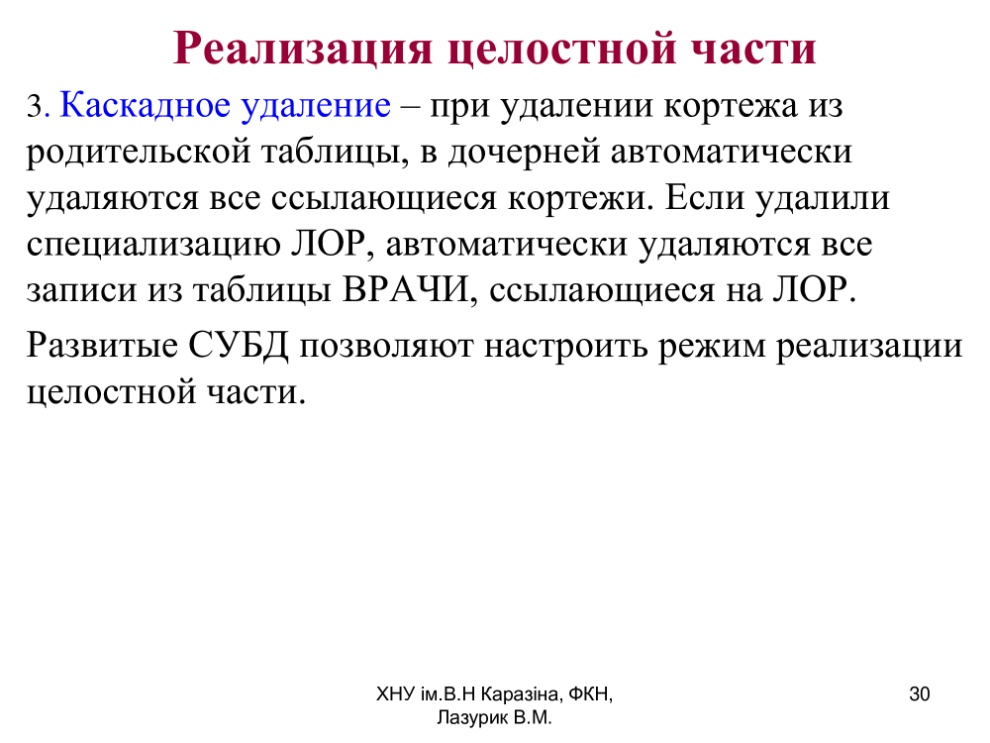 Реализация целостной части
3. Каскадное удаление – при удалении кортежа из
родительской таблицы, в дочерней автоматически
удаляются все ссылающиеся кортежи. Если удалили
специализацию ЛОР, автоматически удаляются все
записи из таблицы ВРАЧИ, ссылающиеся на ЛОР.
Развитые СУБД позволяют настроить режим реализации
целостной части.
ХНУ ім.В.Н Каразіна, ФКН,
Лазурик В.М.
30